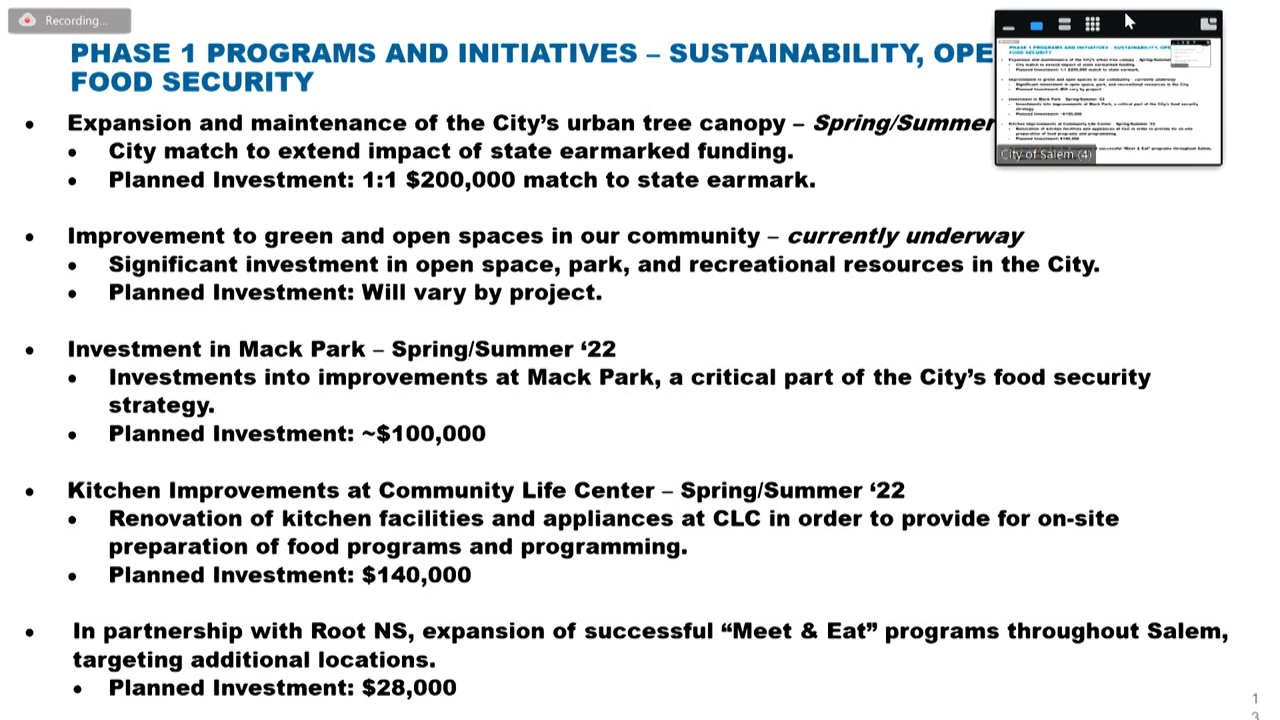 Recording...
PHASE 1 PROGRAMS AND INITIATIVES – SUSTAINABILITY, OPE
FOOD SECURITY
• Expansion and maintenance of the City’s urban tree canopy – Spring/Summer
• City match to extend impact of state earmarked funding.
• Planned Investment: 1:1 $200,000 match to state earmark.
City of Salem (4)
• Improvement to green and open spaces in our community – currently underway
• Significant investment in open space, park, and recreational resources in the City.
• Planned Investment: Will vary by project.
• Investment in Mack Park – Spring/Summer ‘22
• Investments into improvements at Mack Park, a critical part of the City’s food security
strategy.
• Planned Investment: ~$100,000
• Kitchen Improvements at Community Life Center – Spring/Summer ‘22
• Renovation of kitchen facilities and appliances at CLC in order to provide for on-site
preparation of food programs and programming.
• Planned Investment: $140,000
• In partnership with Root NS, expansion of successful “Meet & Eat” programs throughout Salem,
targeting additional locations.
• Planned Investment: $28,000
1
3